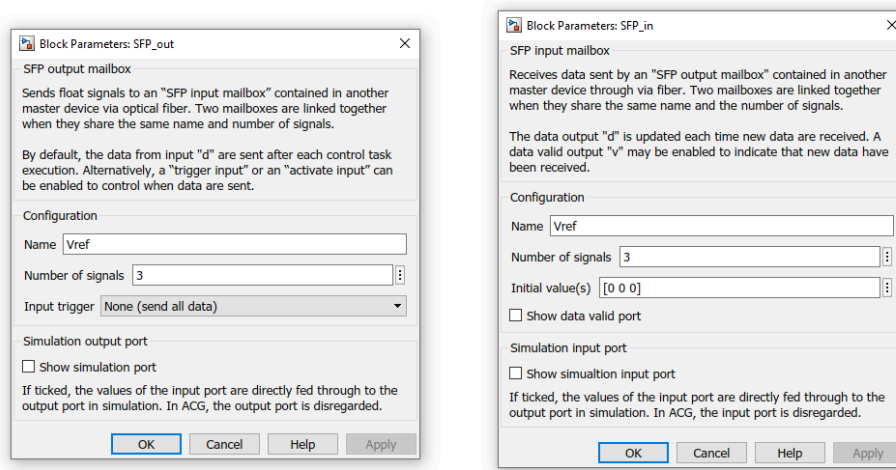 Block Parameters: SFP_out
SFP output mailbox
Sends float signals to an “SFP input mailbox” contained in another
master device via optical fiber. Two mailboxes are linked together
when they share the same name and number of signals.
By default, the data from input "d" are sent after each control task
execution. Alternatively, a “trigger input” or an “activate input” can
be enabled to control when data are sent.
Configuration
Name Vref
Number of signals 3
Input trigger None (send all data)
Simulation output port
Show simulation port
If ticked, the values of the input port are directly fed through to the
output port in simulation. In ACG, the output port is disregarded.
OK Cancel Help Apply
Block Parameters: SFP_in
SFP input mailbox
Receives data sent by an "SFP output mailbox" contained in another
master device through via fiber. Two mailboxes are linked together
when they share the same name and the number of signals.
The data output "d" is updated each time new data are received. A
data valid output "v" may be enabled to indicate that new data have
been received.
Configuration
Name Vref
Number of signals 3
Initial value(s) [0 0 0]
Show data valid port
Simulation input port
Show simualtion input port
If ticked, the values of the input port are directly fed through to the
output port in simulation. In ACG, the input port is disregarded.
OK Cancel Help Apply